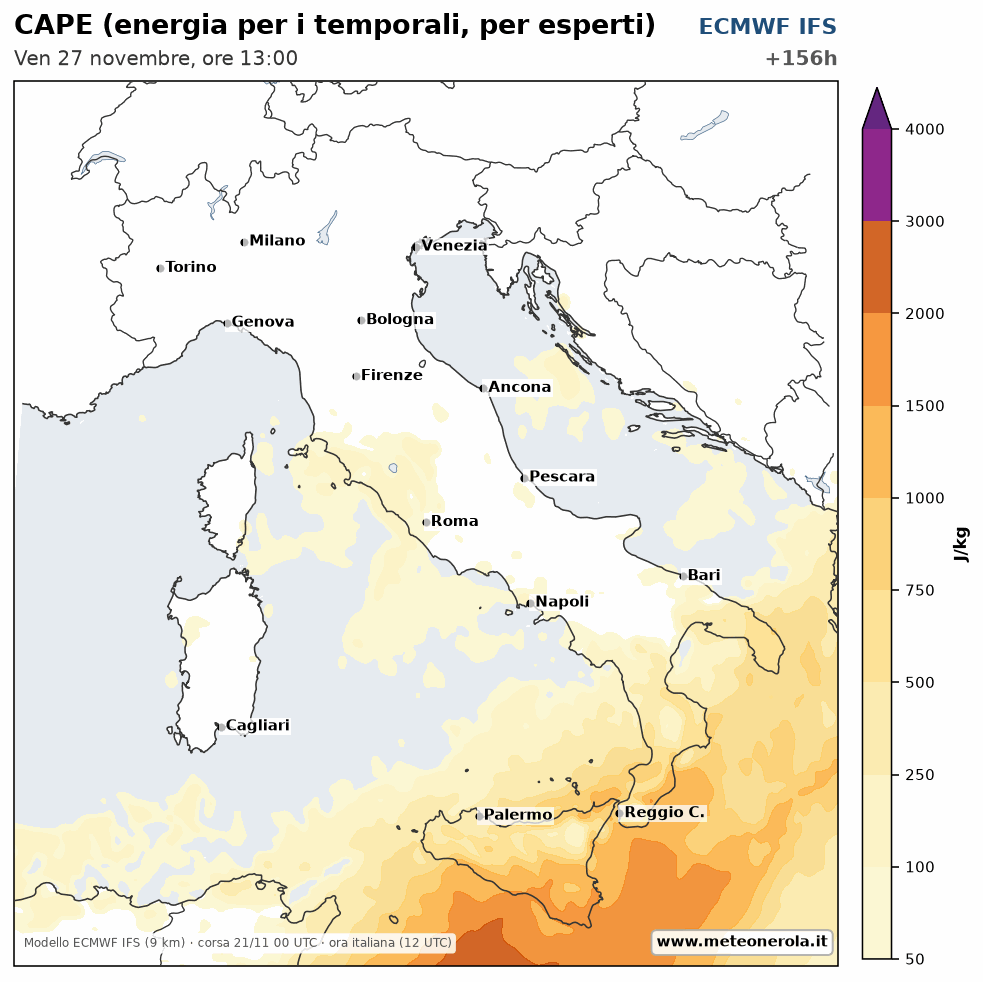 CAPE (energia per i temporali, per esperti)
ECMWF IFS
Ven 27 novembre, ore 13:00
+156h
Milano
Venezia
Torino
Genova
Bologna
Firenze
Ancona
Pescara
Roma
Bari
Napoli
Cagliari
Palermo
Reggio C.
4000
3000
2000
1500
1000
750
500
250
100
50
J/kg
Modello ECMWF IFS (9 km) · corsa 21/11 00 UTC · ora italiana (12 UTC)
www.meteonerola.it